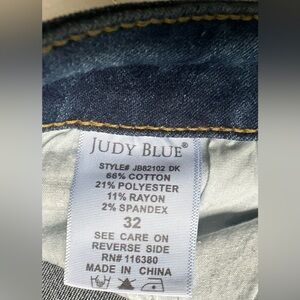 JUDY BLUE®
STYLE# JB82102 DK
66% COTTON
21% POLYESTER
11% RAYON
2% SPANDEX
32
SEE CARE ON
REVERSE SIDE
RN# 116380
MADE IN CHINA